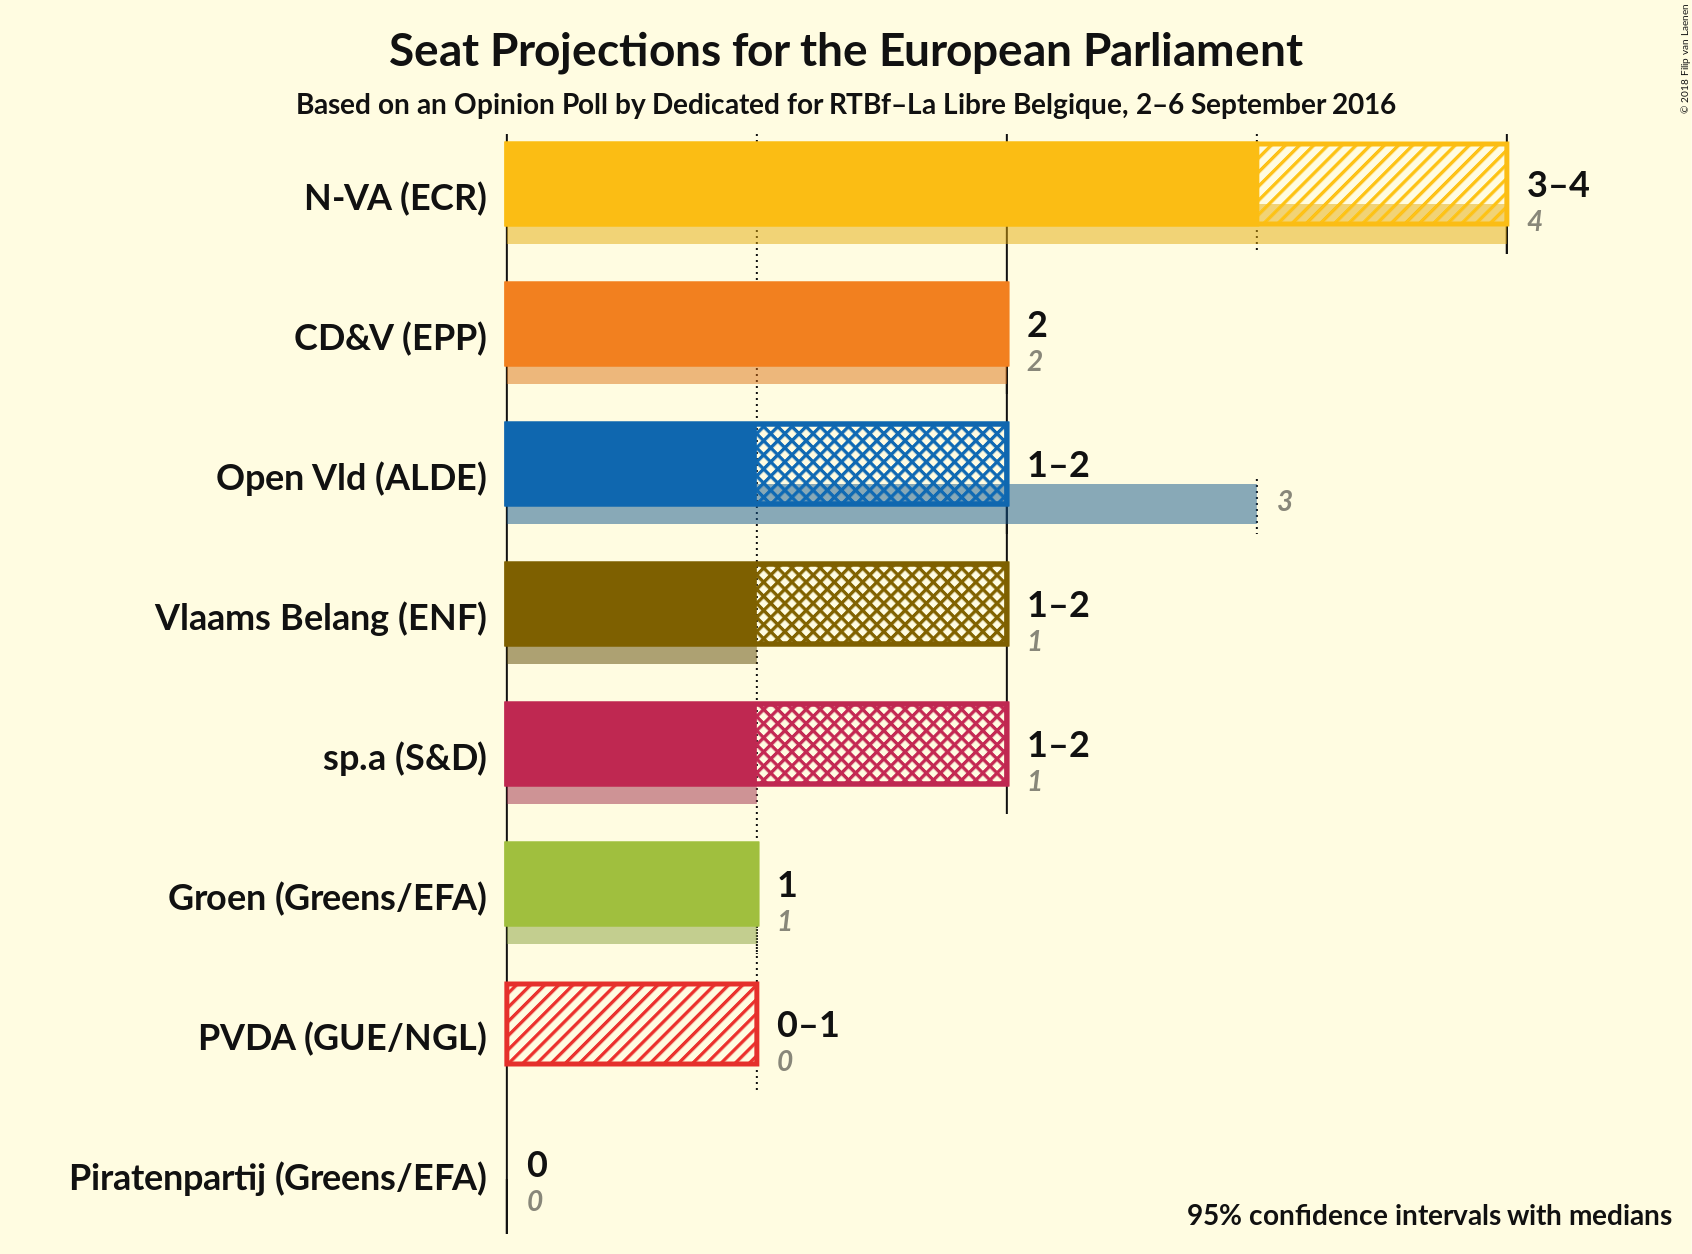 Seat Projections for the European Parliament
Based on an Opinion Poll by Dedicated for RTBf–La Libre Belgique, 2–6 September 2016
© 2018 Filip van Laenen
N-VA (ECR)
3–4
4
CD&V (EPP)
2
2
Open Vld (ALDE)
1–2
3
Vlaams Belang (ENF)
1–2
1
sp.a (S&D)
1–2
1
Groen (Greens/EFA)
1
1
PVDA (GUE/NGL)
0–1
0
Piratenpartij (Greens/EFA)
0
0
95% confidence intervals with medians